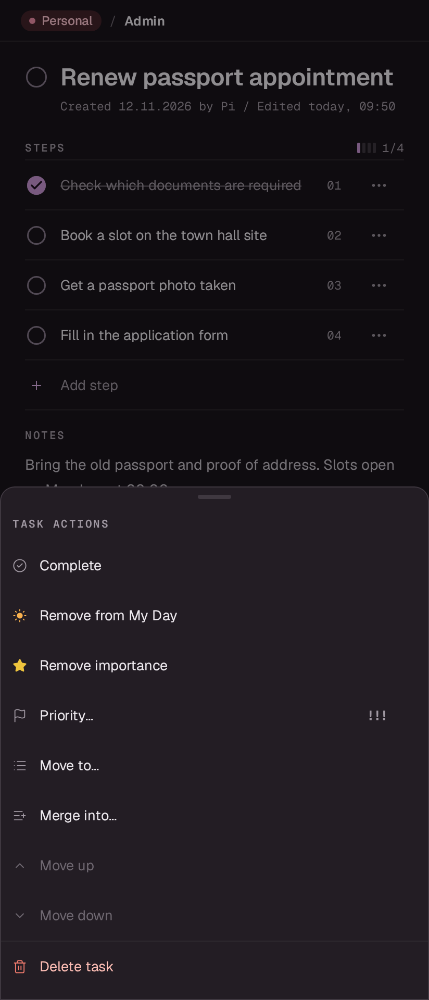 Personal / Admin
Renew passport appointment
Created 12.11.2026 by Pi / Edited today, 09:50
STEPS 1/4
Check which documents are required 01
Book a slot on the town hall site 02
Get a passport photo taken 03
Fill in the application form 04
Add step
NOTES
Bring the old passport and proof of address. Slots open
TASK ACTIONS
Complete
Remove from My Day
Remove importance
Priority… !!!
Move to…
Merge into…
Move up
Move down
Delete task